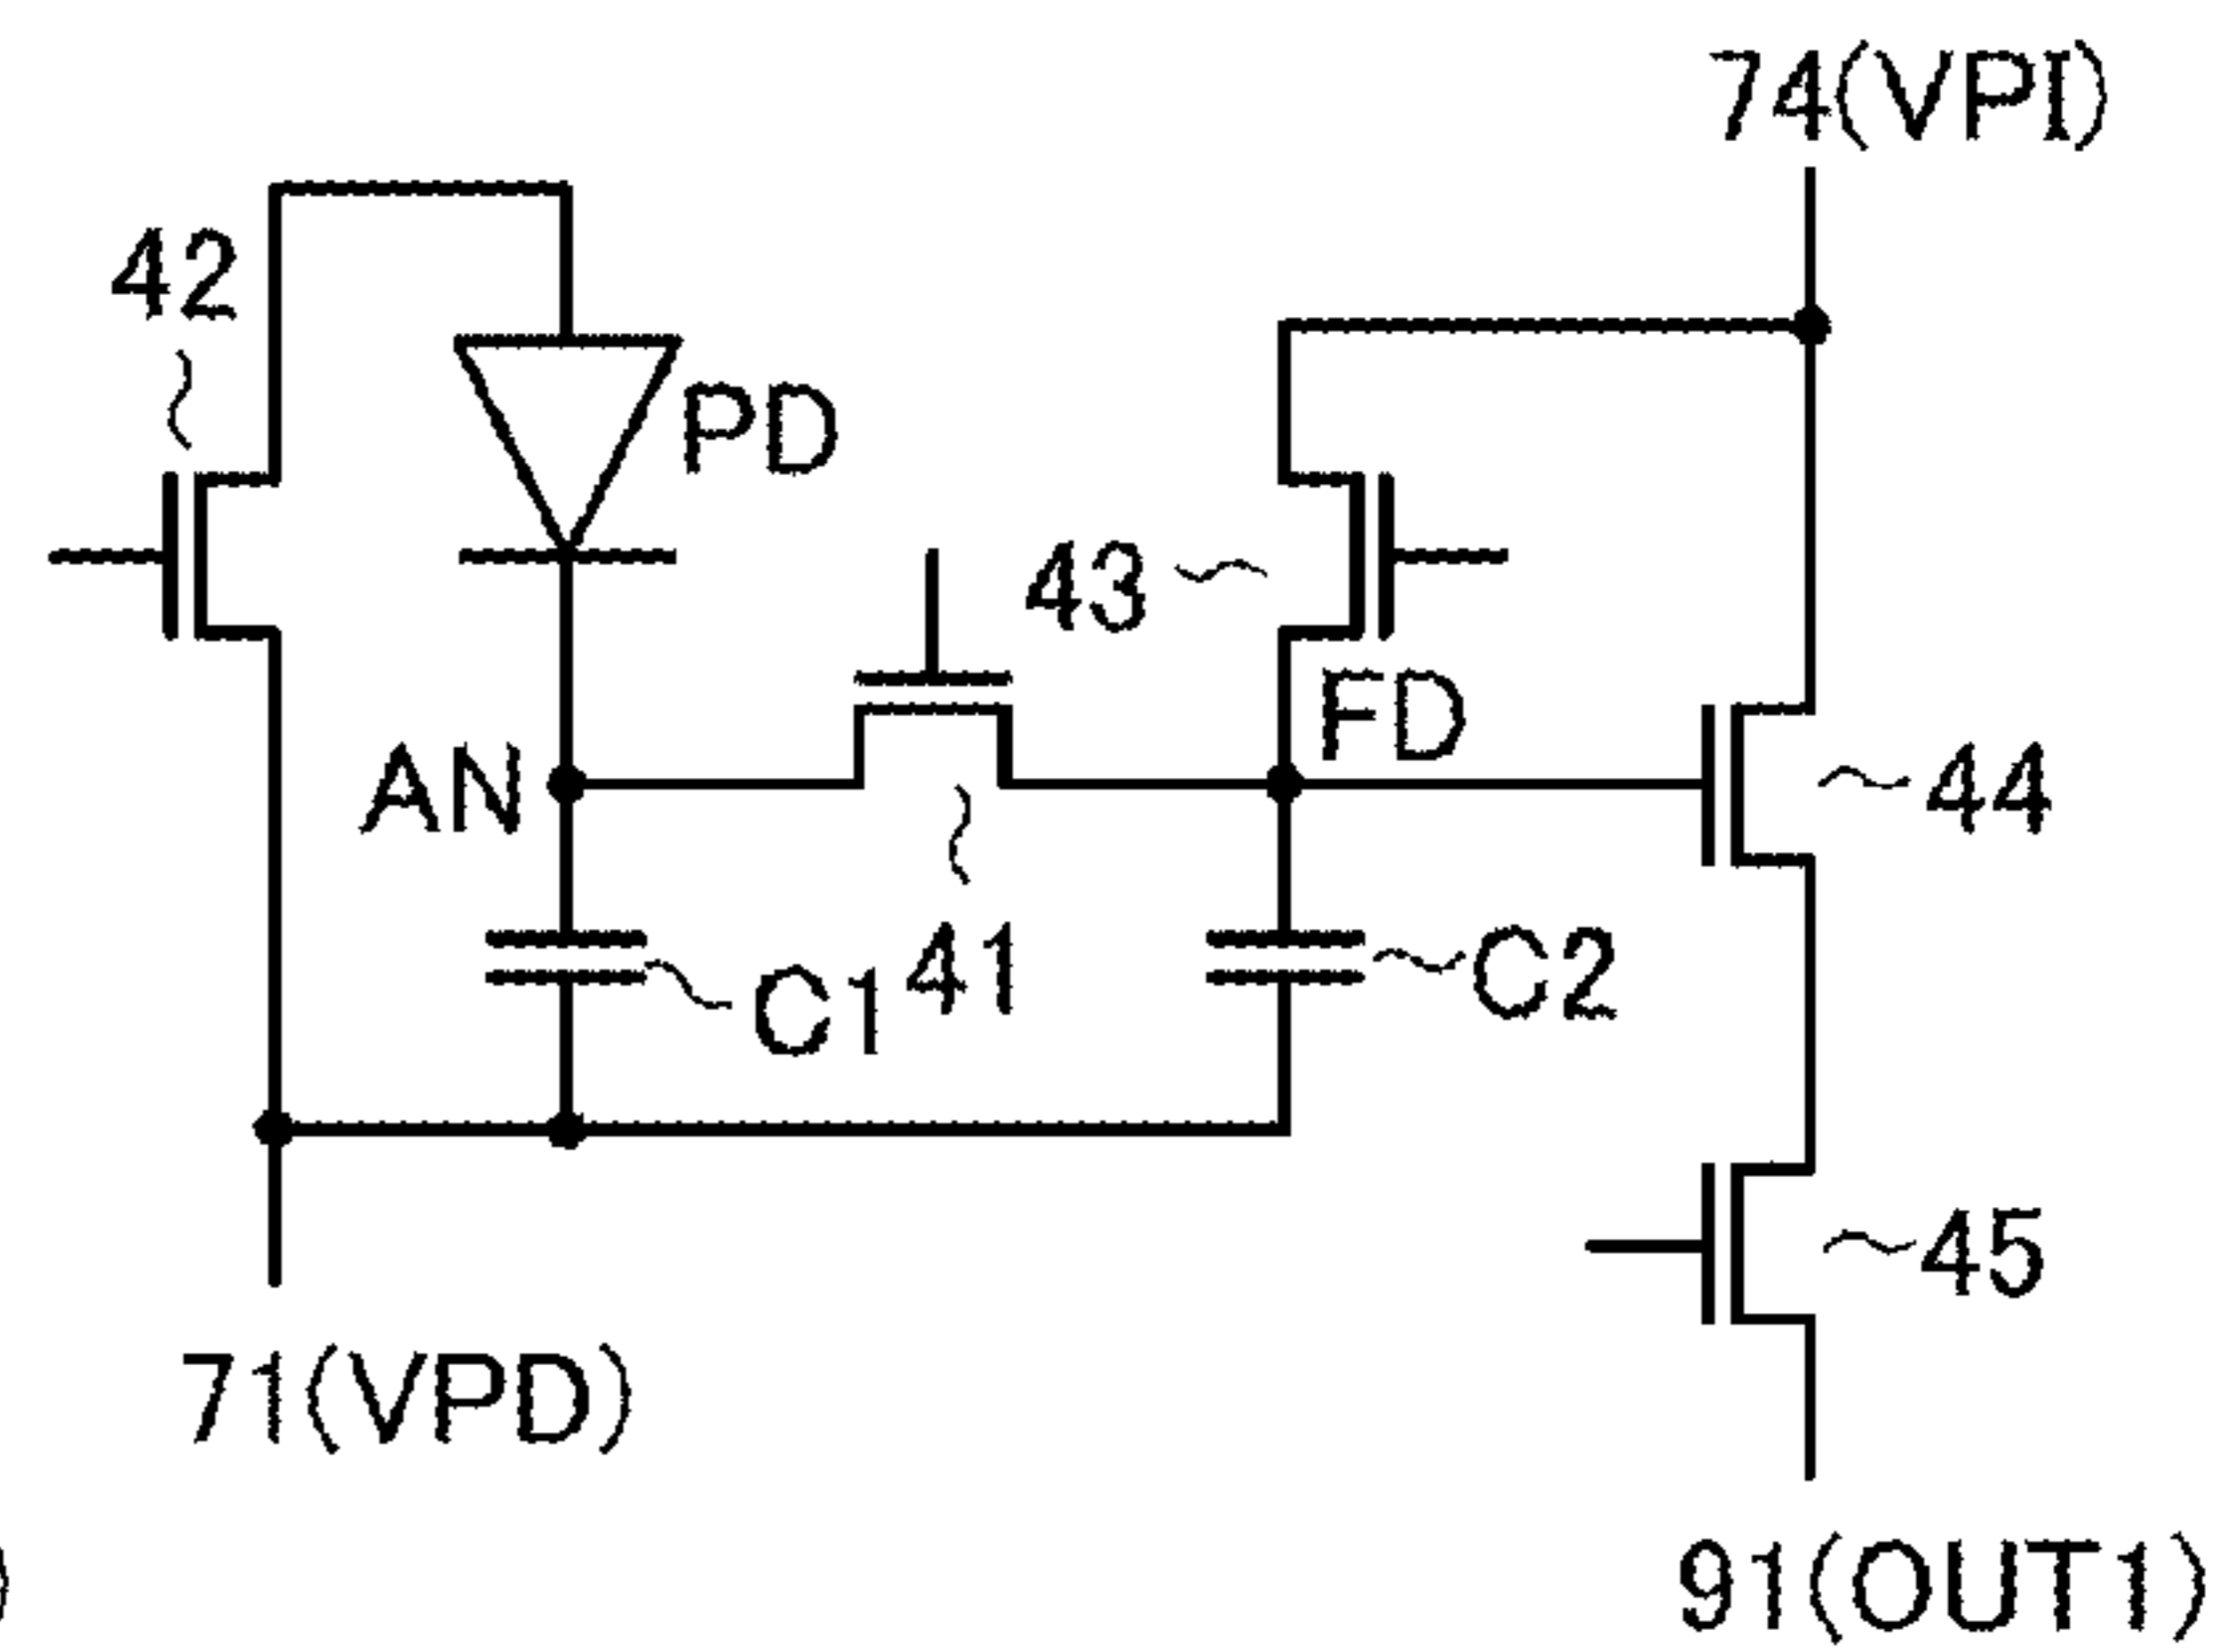 74(VPI)
42
PD
43
FD
AN
44
C1
41
C2
45
71(VPD)
)
91(OUT1)